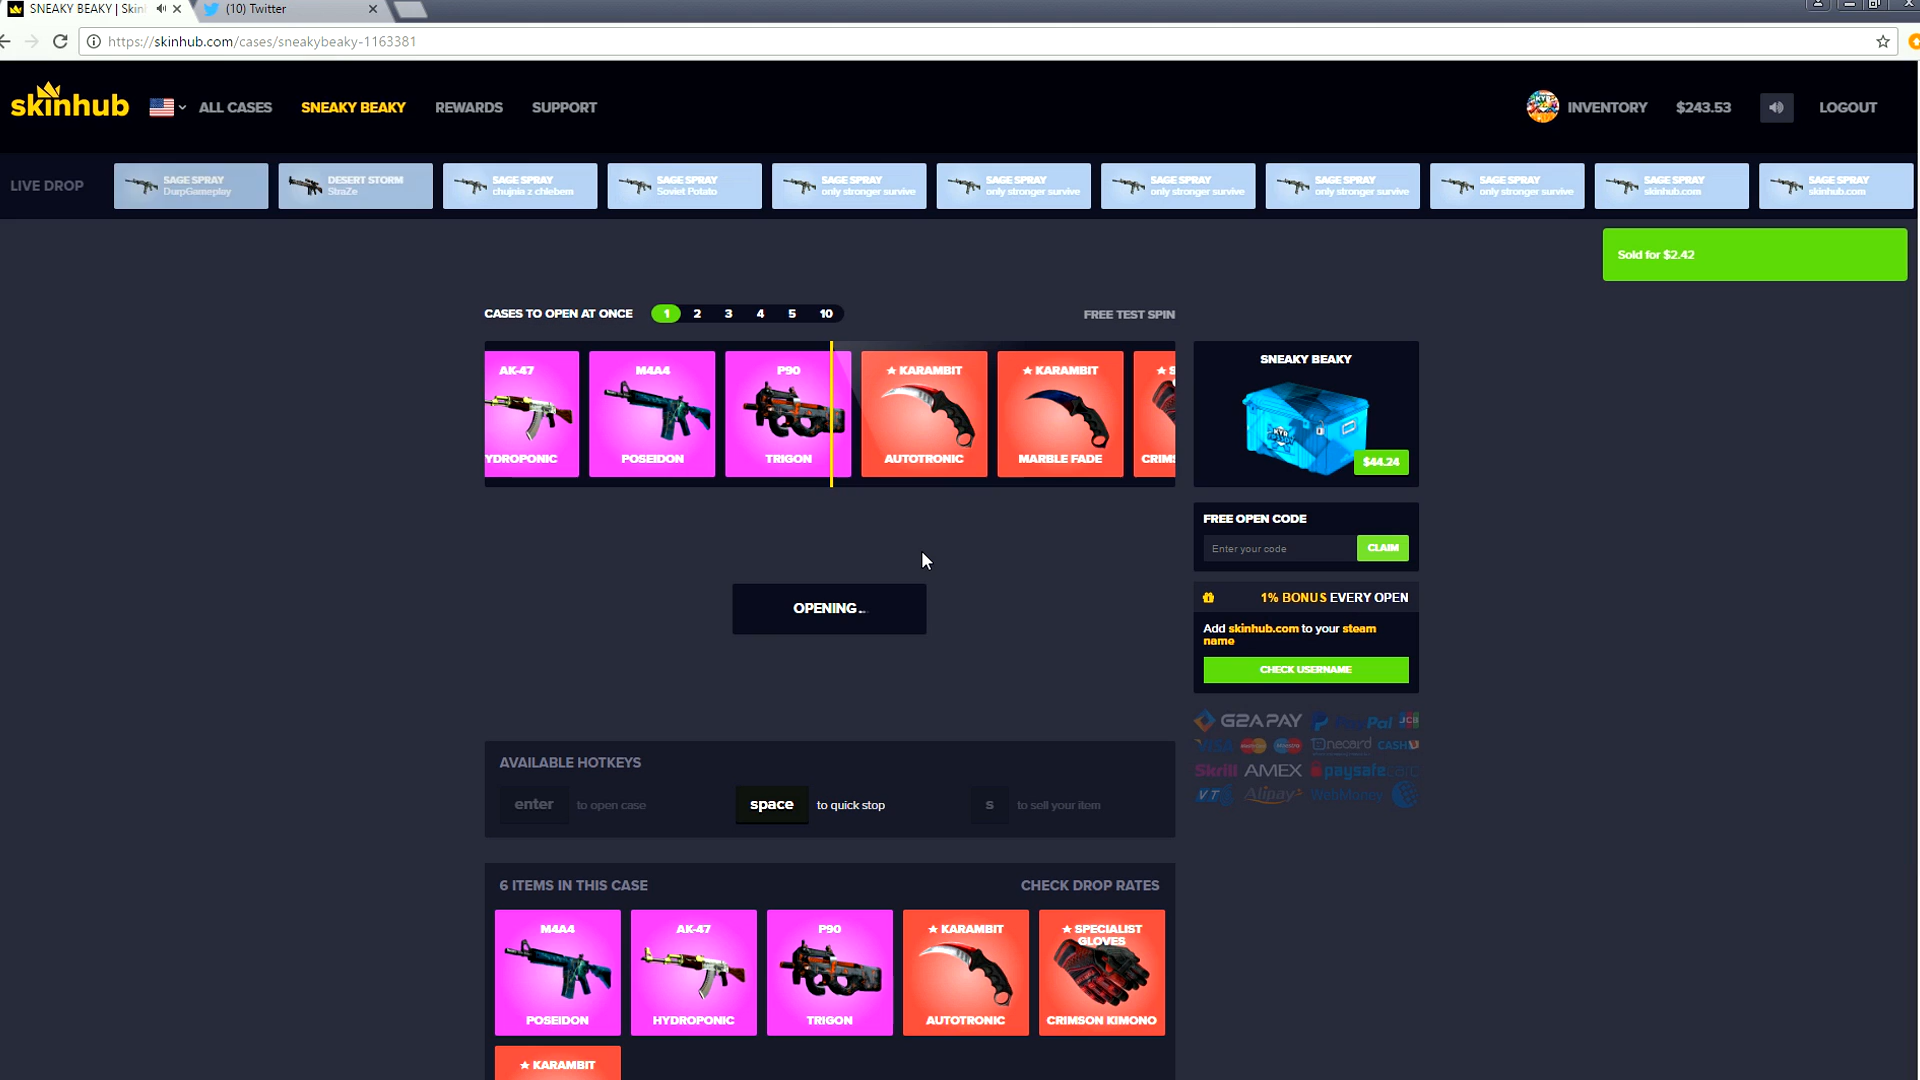 SNEAKY BEAKY | Skin
(10) Twitter
https://skinhub.com/cases/sneakybeaky-1163381
skinhub
ALL CASES
SNEAKY BEAKY
REWARDS
SUPPORT
INVENTORY
$243.53
LOGOUT
LIVE DROP
SAGE SPRAY
DurpGameplay
DESERT STORM
StraZe
SAGE SPRAY
chujnia z chlebem
SAGE SPRAY
Soviet Potato
SAGE SPRAY
only stronger survive
SAGE SPRAY
only stronger survive
SAGE SPRAY
only stronger survive
SAGE SPRAY
only stronger survive
SAGE SPRAY
only stronger survive
SAGE SPRAY
skinhub.com
SAGE SPRAY
skinhub.com
Sold for $2.42
CASES TO OPEN AT ONCE
1 2 3 4 5 10
FREE TEST SPIN
AK-47
YDROPONIC
M4A4
POSEIDON
P90
TRIGON
★ KARAMBIT
AUTOTRONIC
★ KARAMBIT
MARBLE FADE
★ S
CRIMS
SNEAKY BEAKY
$44.24
FREE OPEN CODE
Enter your code
CLAIM
1% BONUS EVERY OPEN
Add skinhub.com to your steam
name
CHECK USERNAME
OPENING...
G2A PAY PayPal JCB
VISA onecard CASHU
Skrill AMEX paysafecard
VT Alipay WebMoney
AVAILABLE HOTKEYS
enter to open case
space to quick stop
s to sell your item
6 ITEMS IN THIS CASE
CHECK DROP RATES
M4A4
POSEIDON
AK-47
HYDROPONIC
P90
TRIGON
★ KARAMBIT
AUTOTRONIC
★ SPECIALIST
GLOVES
CRIMSON KIMONO
★ KARAMBIT